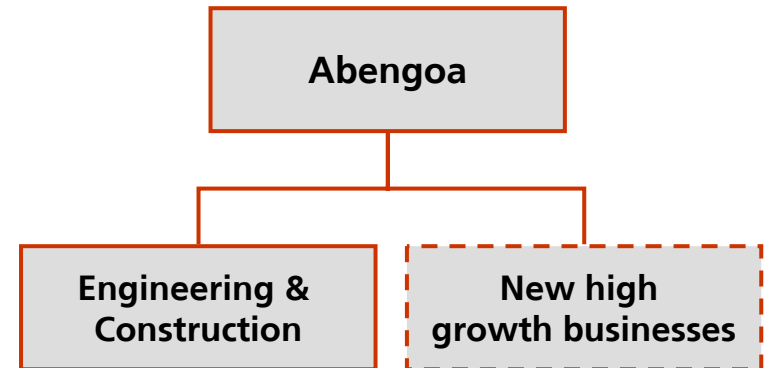 Abengoa
Engineering &
Construction
New high
growth businesses